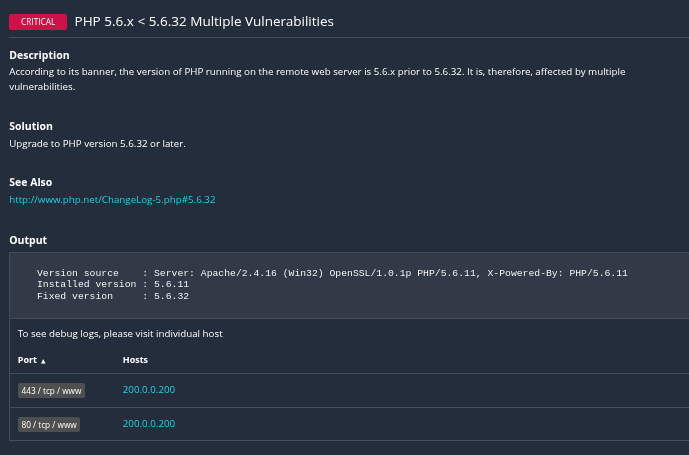 CRITICAL PHP 5.6.x < 5.6.32 Multiple Vulnerabilities
Description
According to its banner, the version of PHP running on the remote web server is 5.6.x prior to 5.6.32. It is, therefore, affected by multiple
vulnerabilities.
Solution
Upgrade to PHP version 5.6.32 or later.
See Also
http://www.php.net/ChangeLog-5.php#5.6.32
Output
Version source    : Server: Apache/2.4.16 (Win32) OpenSSL/1.0.1p PHP/5.6.11, X-Powered-By: PHP/5.6.11
Installed version : 5.6.11
Fixed version     : 5.6.32
To see debug logs, please visit individual host
Port ▲ Hosts
443 / tcp / www 200.0.0.200
80 / tcp / www 200.0.0.200